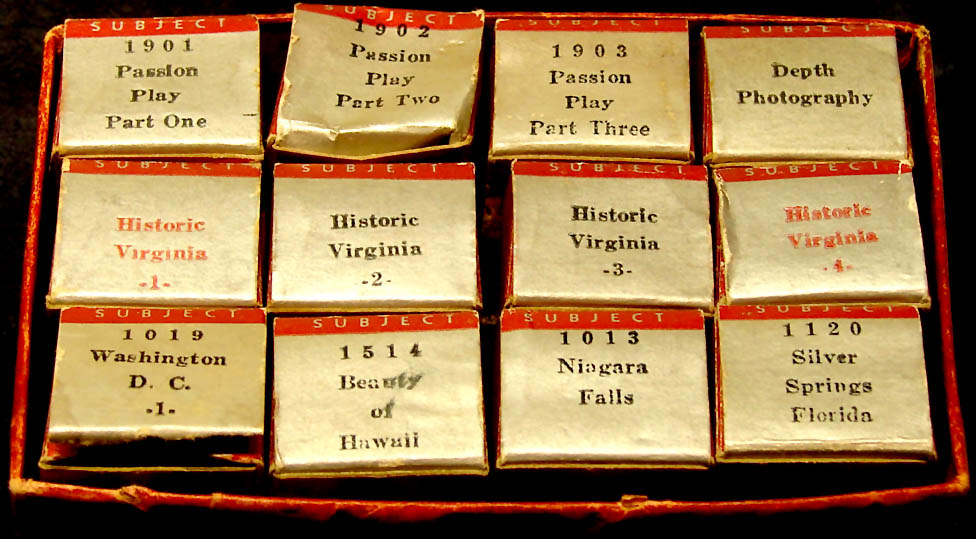 SUBJECT
1901
Passion
Play
Part One
SUBJECT
1902
Passion
Play
Part Two
SUBJECT
1903
Passion
Play
Part Three
SUBJECT
Depth
Photography
SUBJECT
Historic
Virginia
-1-
SUBJECT
Historic
Virginia
-2-
SUBJECT
Historic
Virginia
-3-
SUBJECT
Historic
Virginia
-4-
SUBJECT
1019
Washington
D. C.
-1-
SUBJECT
1514
Beauty
of
Hawaii
SUBJECT
1013
Niagara
Falls
SUBJECT
1120
Silver
Springs
Florida